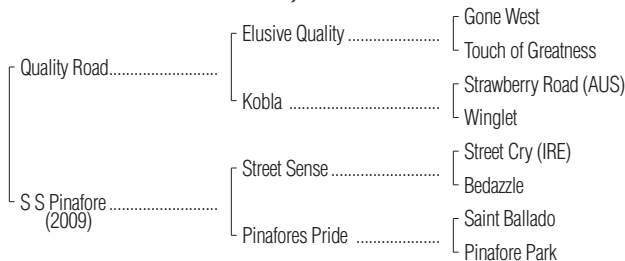 Gone West
Elusive Quality ....................
Touch of Greatness
Quality Road........................
Strawberry Road (AUS)
Kobla .................................
Winglet
Street Cry (IRE)
Street Sense ........................
Bedazzle
S S Pinafore ........................
(2009)
Saint Ballado
Pinafores Pride ..................
Pinafore Park